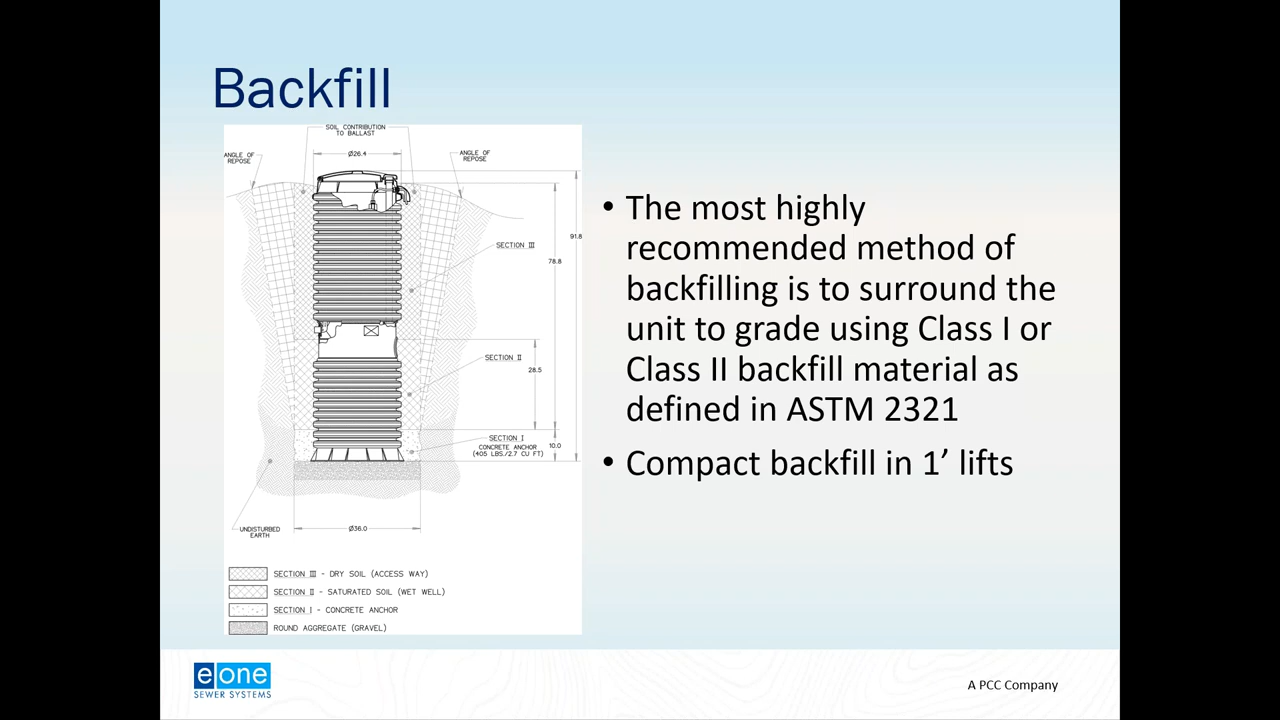 Backfill
SOIL CONTRIBUTION
TO BALLAST
ANGLE OF
REPOSE
Ø26.4
ANGLE OF
REPOSE
91.8
SECTION III
78.8
SECTION II
28.5
SECTION I
CONCRETE ANCHOR
(405 LBS./2.7 CU FT)
10.0
UNDISTURBED
EARTH
Ø36.0
SECTION III - DRY SOIL (ACCESS WAY)
SECTION II - SATURATED SOIL (WET WELL)
SECTION I - CONCRETE ANCHOR
ROUND AGGREGATE (GRAVEL)
• The most highly
recommended method of
backfilling is to surround the
unit to grade using Class I or
Class II backfill material as
defined in ASTM 2321
• Compact backfill in 1’ lifts
eone
SEWER SYSTEMS
A PCC Company